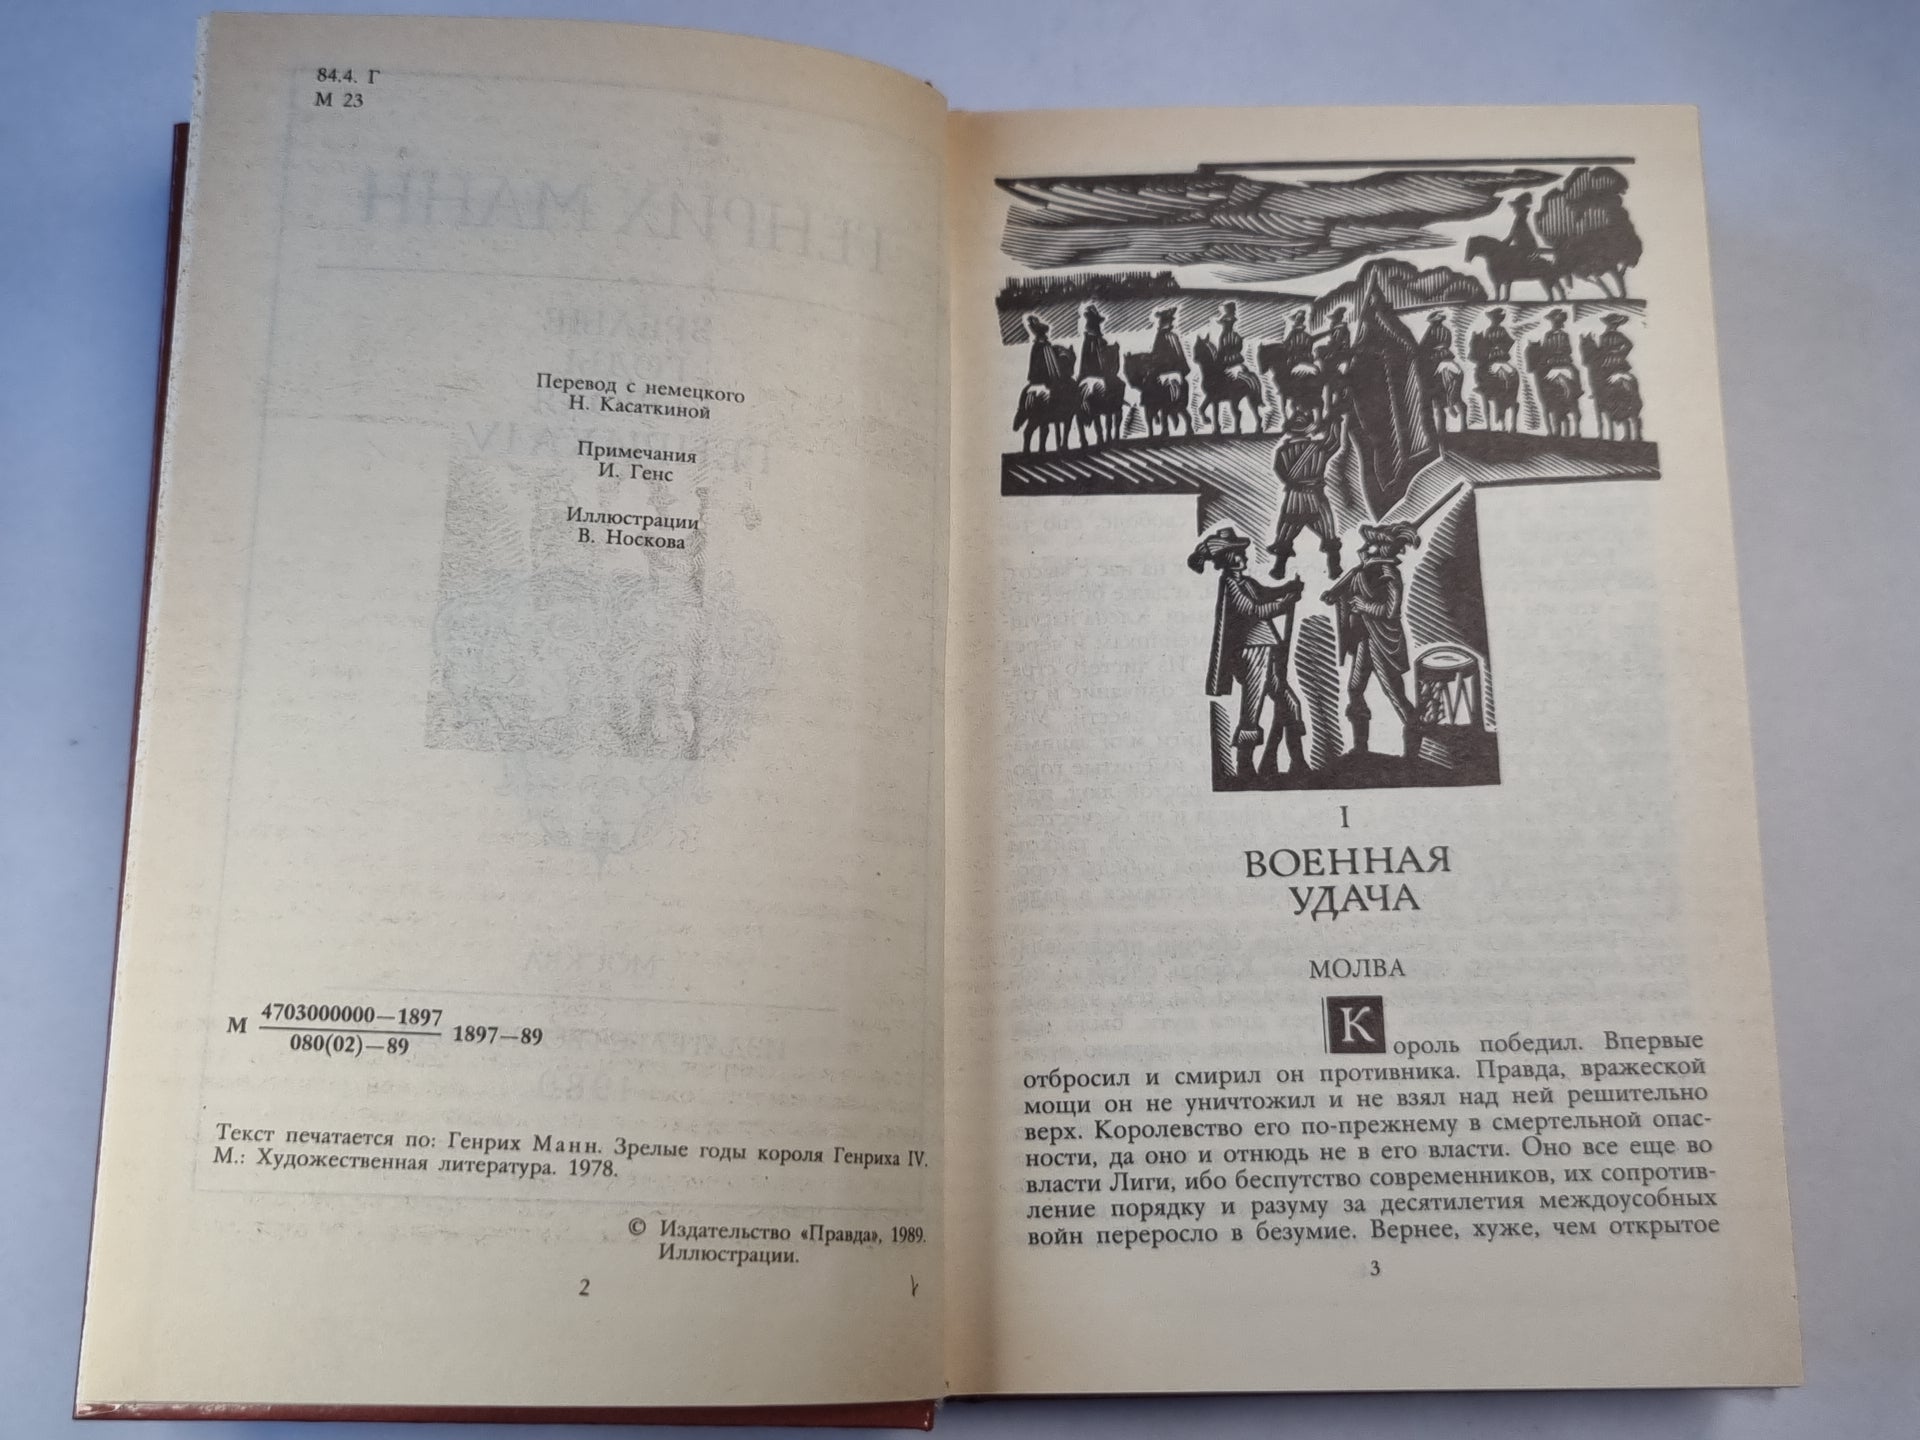 84.4. Г
М 23
Перевод с немецкого
Н. Касаткиной
Примечания
И. Генс
Иллюстрации
В. Носкова
М 4703000000—1897
080(02)—89
1897—89
Текст печатается по: Генрих Манн. Зрелые годы короля Генриха IV.
М.: Художественная литература. 1978.
© Издательство «Правда», 1989.
Иллюстрации.
2
I
ВОЕННАЯ
УДАЧА
МОЛВА
Король победил. Впервые
отбросил и смирил он противника. Правда, вражеской
мощи он не уничтожил и не взял над ней решительно
верх. Королевство его по-прежнему в смертельной опас-
ности, да оно и отнюдь не в его власти. Оно все еще во
власти Лиги, ибо беспутство современников, их сопротив-
ление порядку и разуму за десятилетия междоусобных
войн переросло в безумие. Вернее, хуже, чем открытое
3